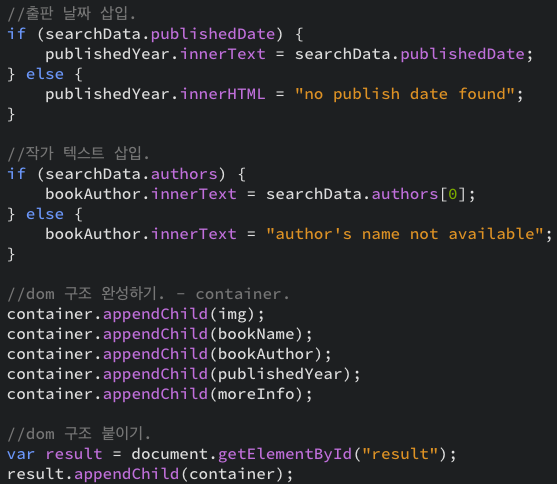 //출판 날짜 삽입.
if (searchData.publishedDate) {
    publishedYear.innerText = searchData.publishedDate;
} else {
    publishedYear.innerHTML = "no publish date found";
}

//작가 텍스트 삽입.
if (searchData.authors) {
    bookAuthor.innerText = searchData.authors[0];
} else {
    bookAuthor.innerText = "author's name not available";
}

//dom 구조 완성하기. - container.
container.appendChild(img);
container.appendChild(bookName);
container.appendChild(bookAuthor);
container.appendChild(publishedYear);
container.appendChild(moreInfo);

//dom 구조 붙이기.
var result = document.getElementById("result");
result.appendChild(container);